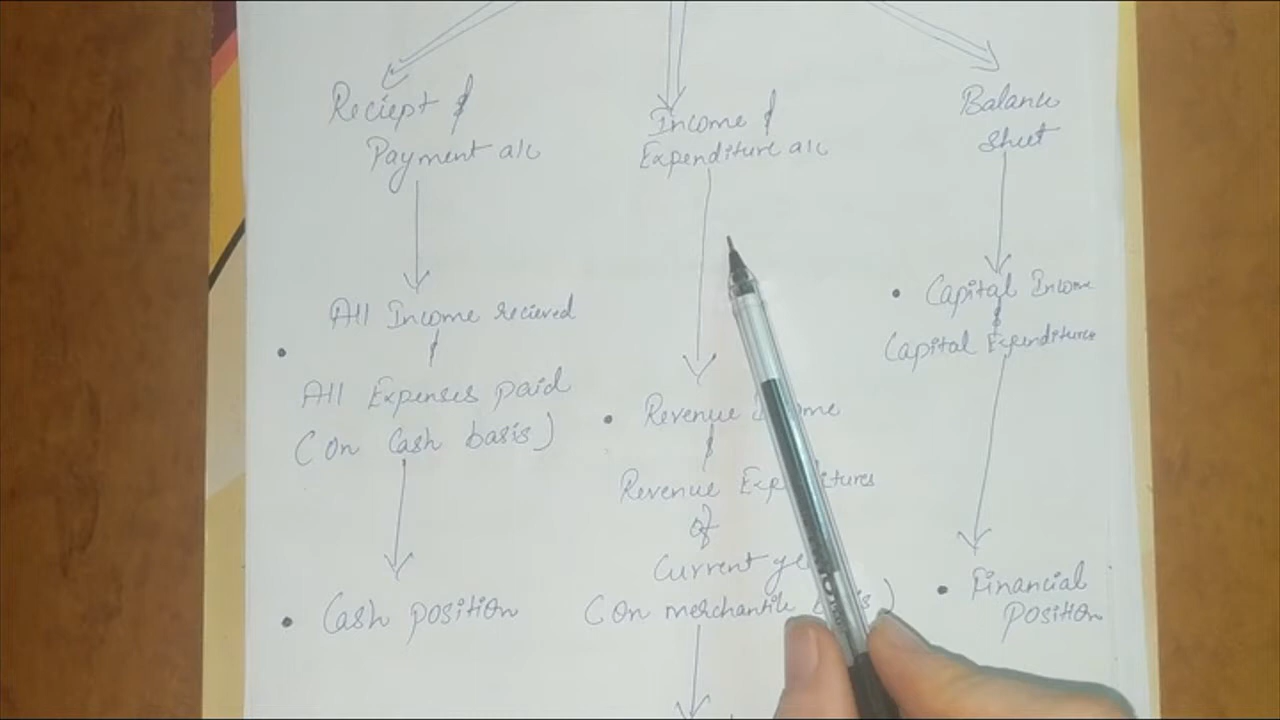 Reciept &
Payment a/c
All Income recieved
&
All Expenses paid
(On Cash basis)
Cash position
Income &
Expenditure a/c
Revenue
&
Revenue
of
Current
(On merchantile
Balance
Sheet
Capital Income
&
Capital Expenditures
Financial
Position